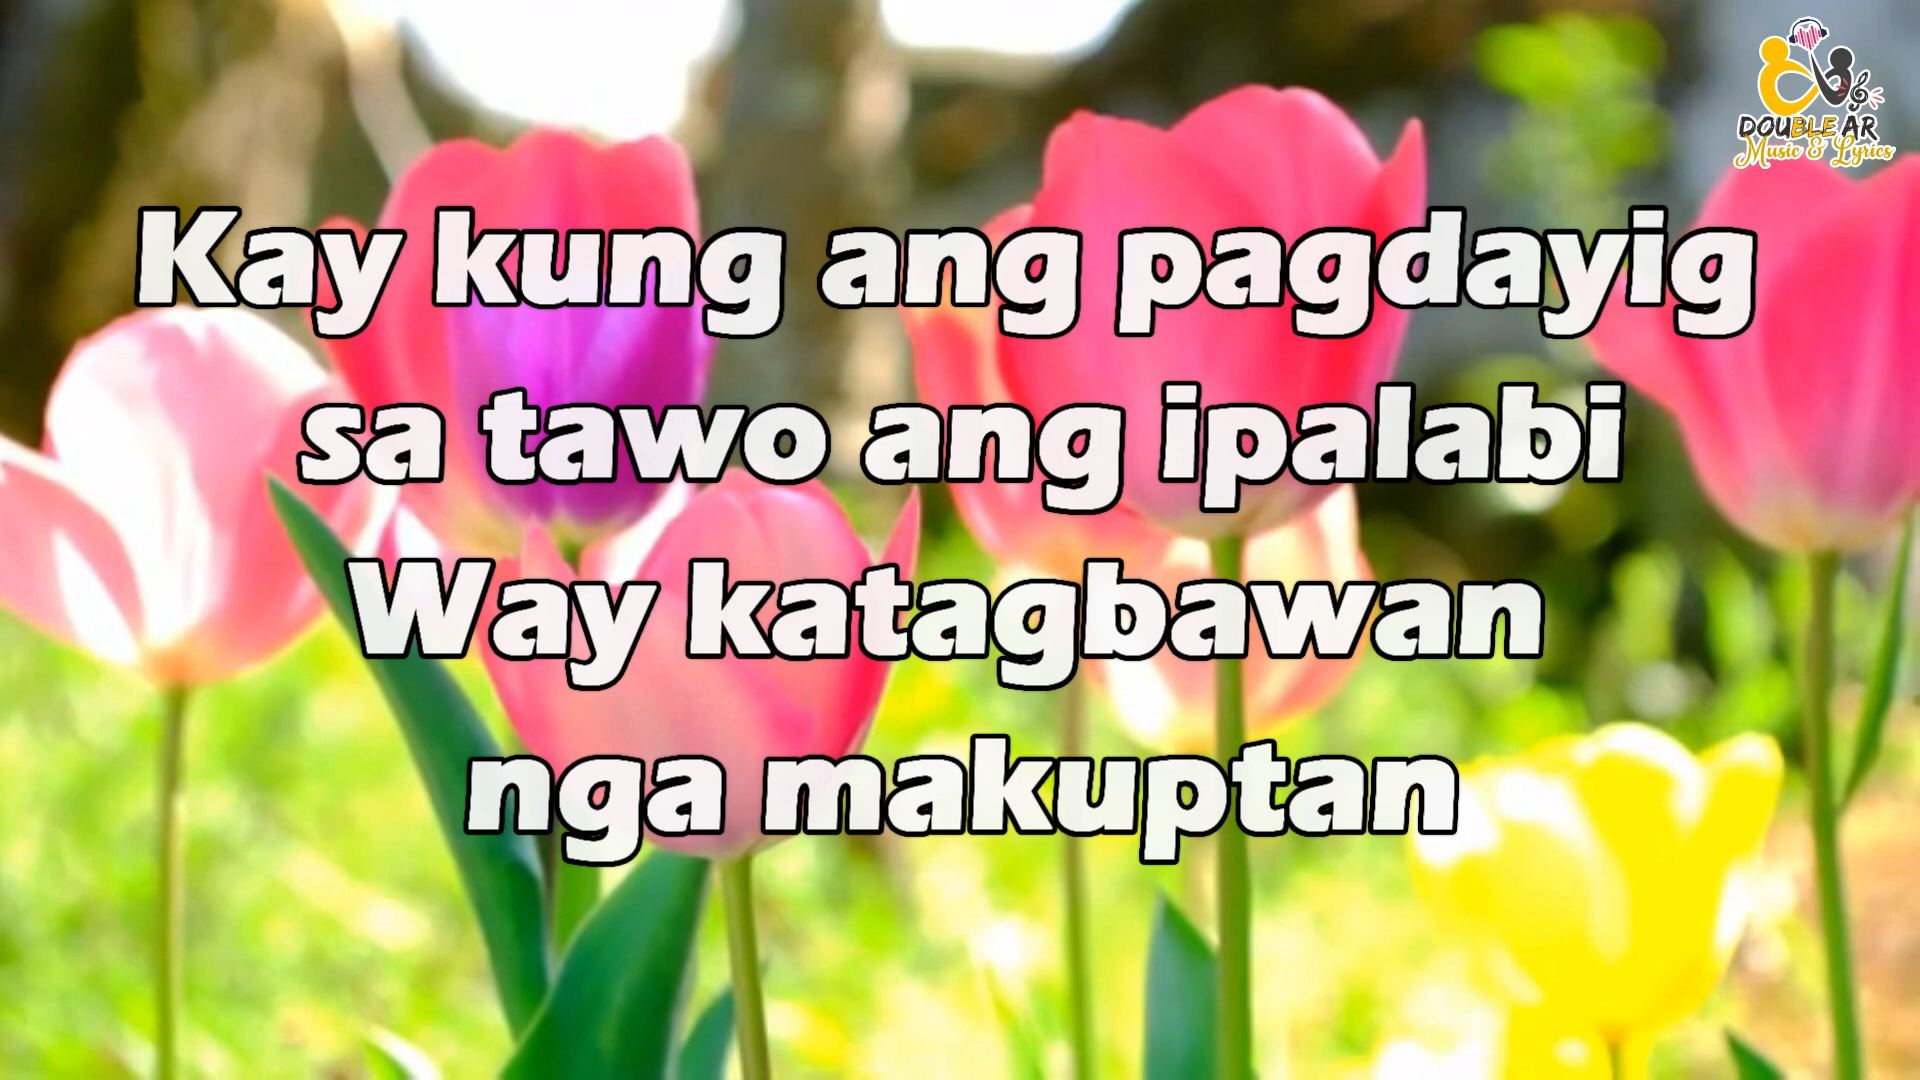 DOUBLE AR
Music & Lyrics
Kay kung ang pagdayig
sa tawo ang ipalabi
Way katagbawan
nga makuptan